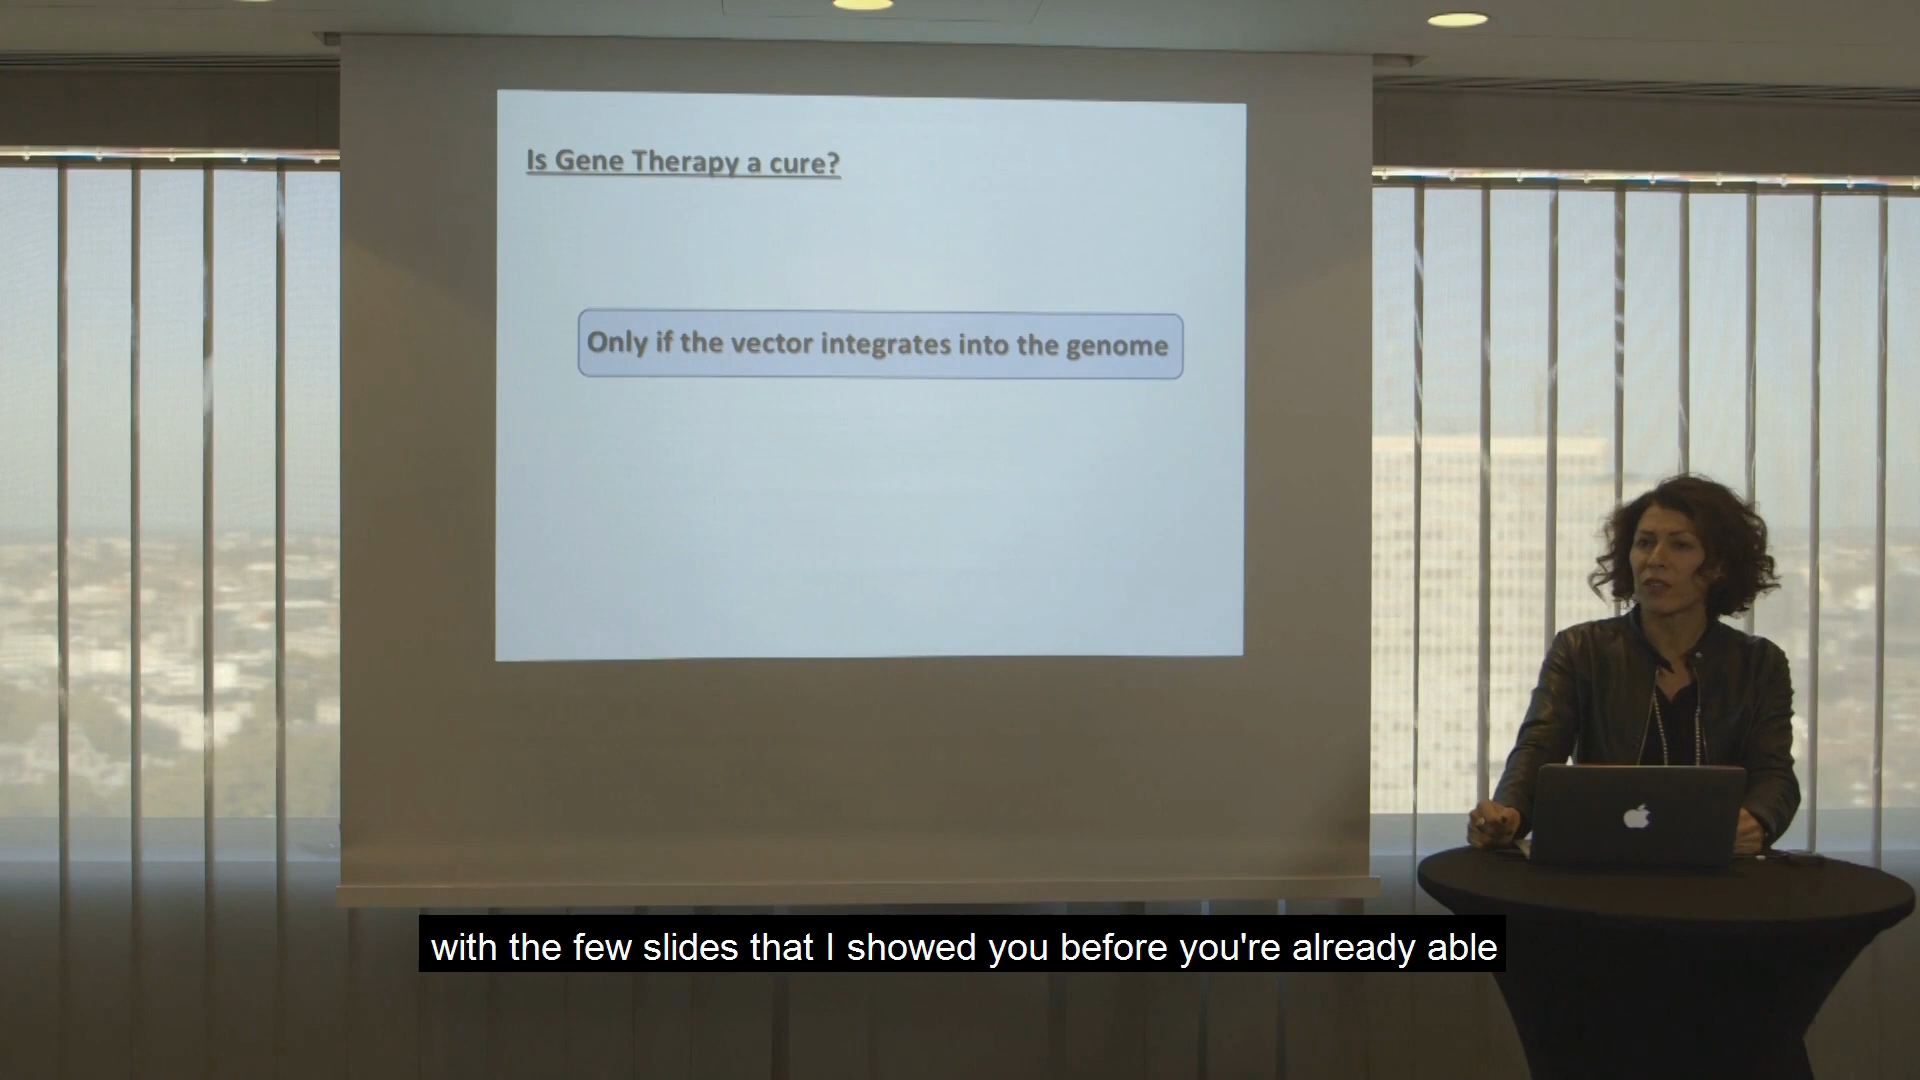 Is Gene Therapy a cure?
Only if the vector integrates into the genome
with the few slides that I showed you before you're already able